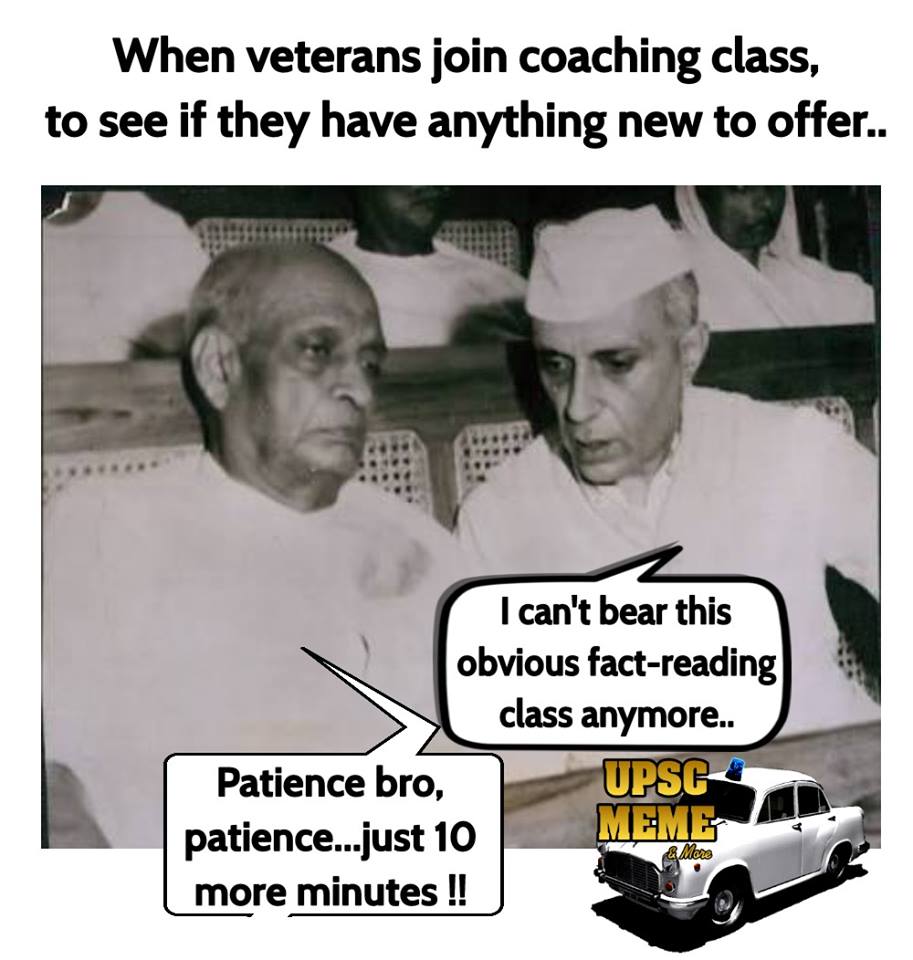 When veterans join coaching class,
to see if they have anything new to offer..
I can't bear this
obvious fact-reading
class anymore..
Patience bro,
patience...just 10
more minutes !!
UPSC
MEME
& More